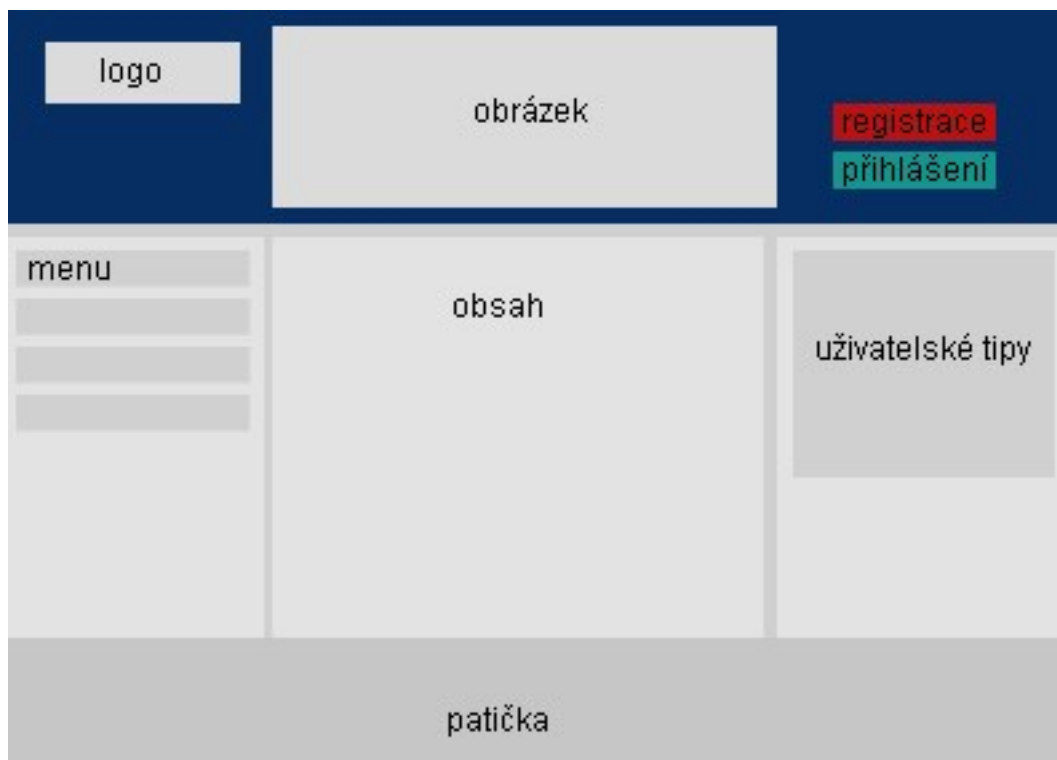 logo
obrázek
registrace
přihlášení
menu
obsah
uživatelské tipy
patička